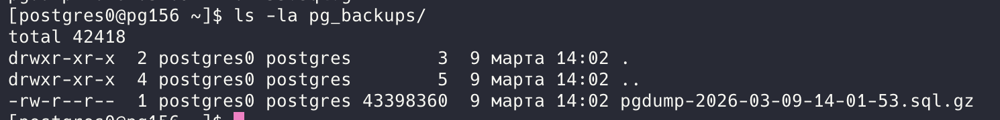 [postgres0@pg156 ~]$ ls -la pg_backups/
total 42418
drwxr-xr-x  2 postgres0 postgres        3  9 марта 14:02 .
drwxr-xr-x  4 postgres0 postgres        5  9 марта 14:02 ..
-rw-r--r--  1 postgres0 postgres 43398360  9 марта 14:02 pgdump-2026-03-09-14-01-53.sql.gz
[postgres0@pg156 ~]$